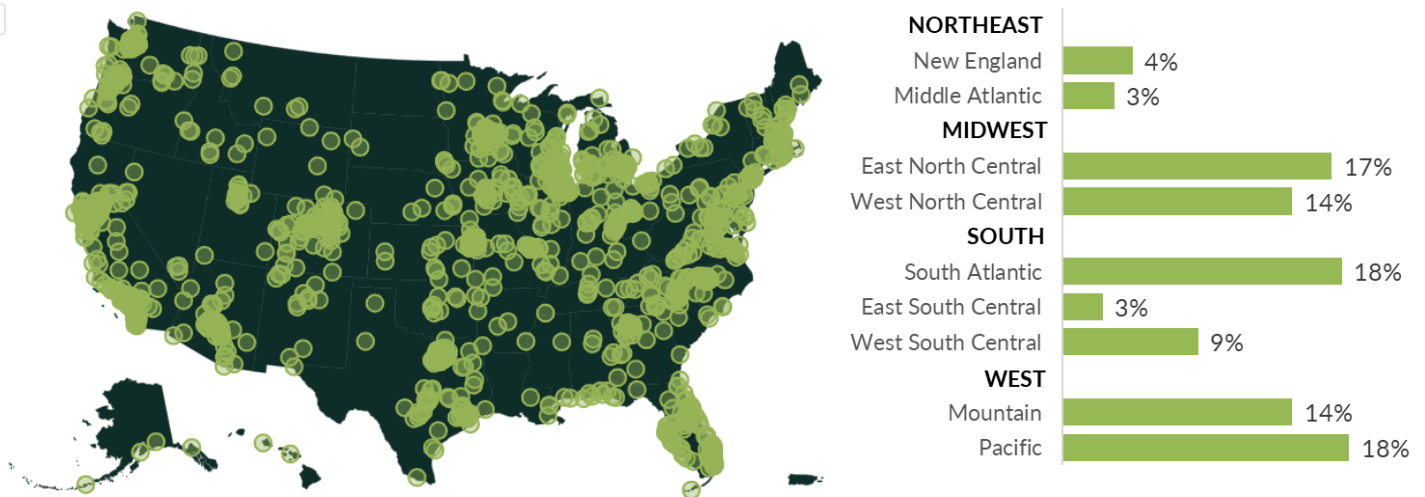 NORTHEAST
New England 4%
Middle Atlantic 3%
MIDWEST
East North Central 17%
West North Central 14%
SOUTH
South Atlantic 18%
East South Central 3%
West South Central 9%
WEST
Mountain 14%
Pacific 18%